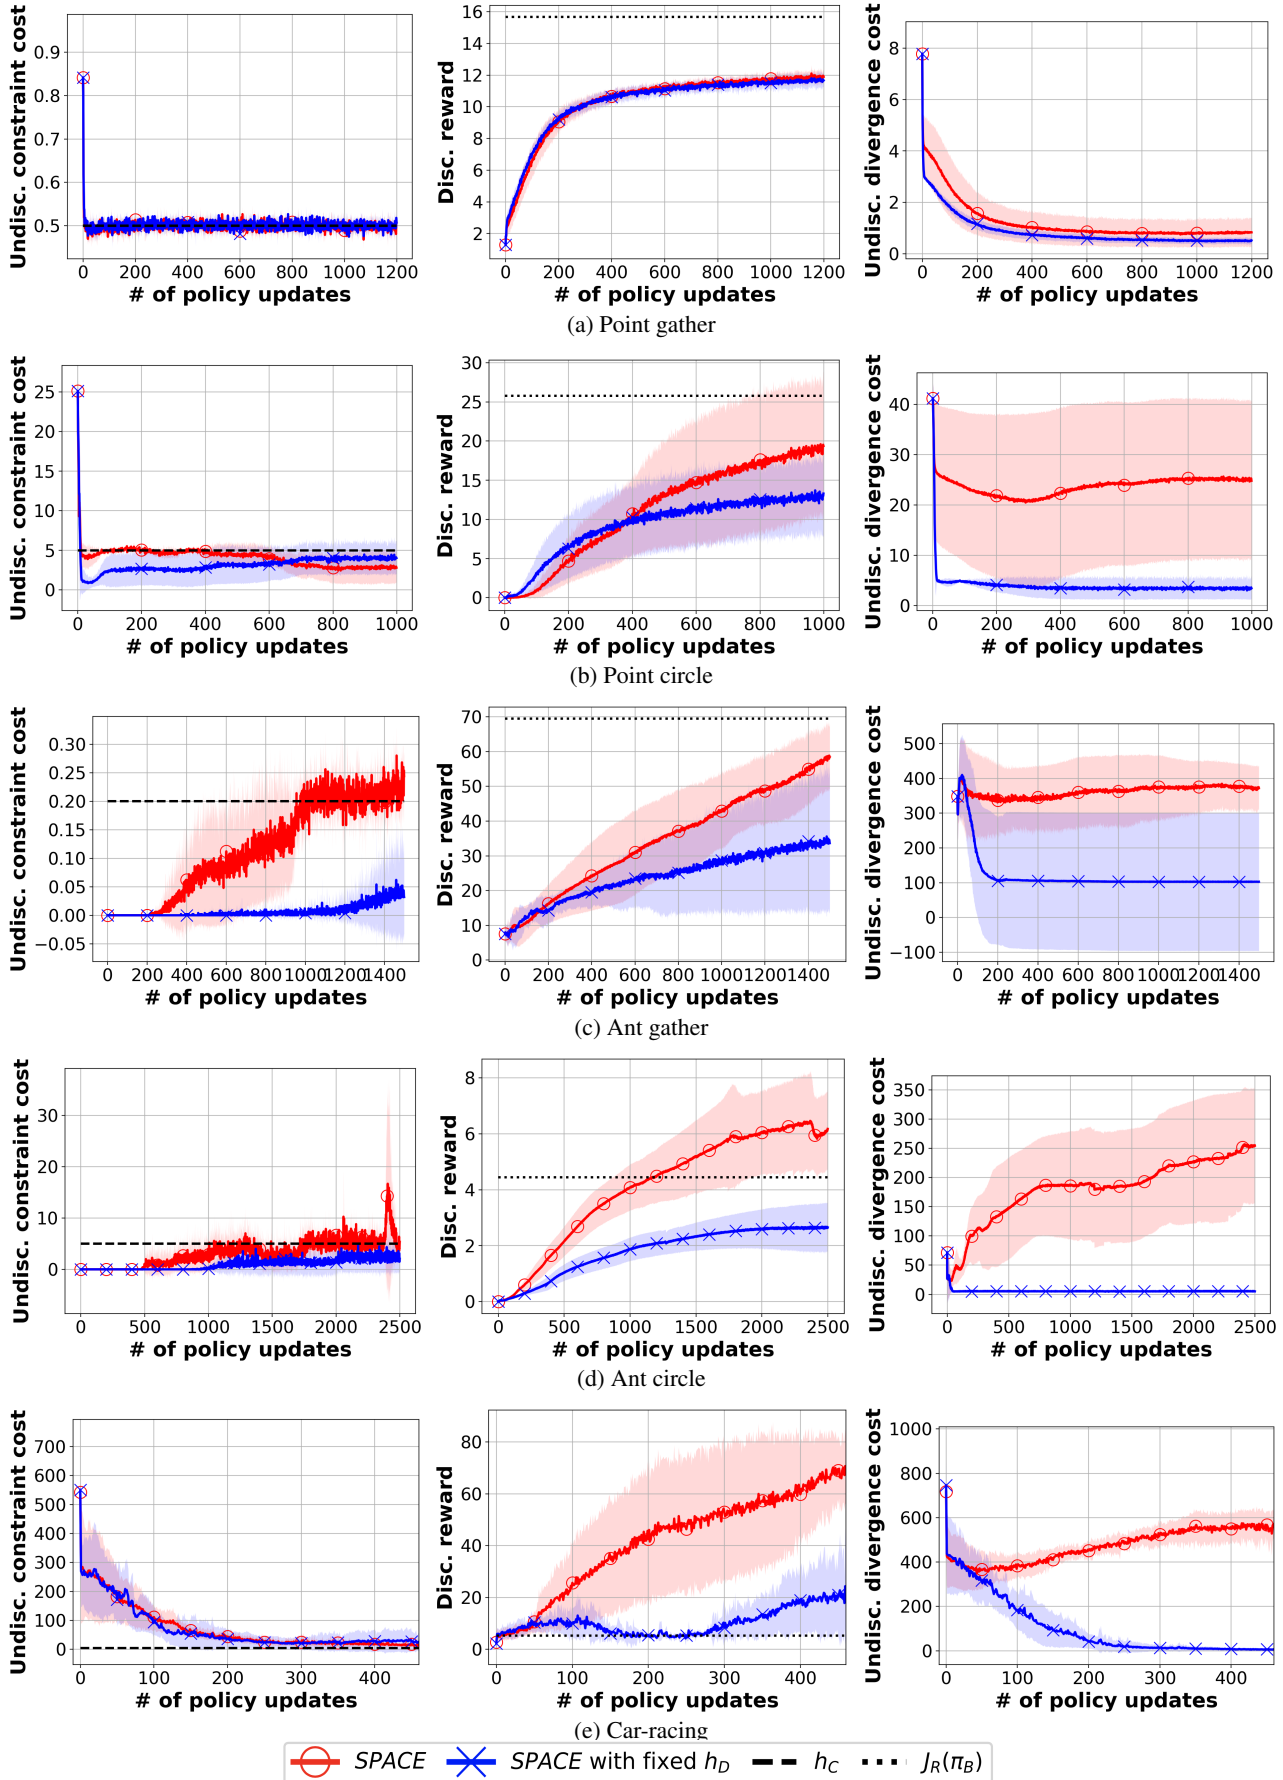 Undisc. constraint cost
0.9
0.8
0.7
0.6
0.5
0 200 400 600 800 1000 1200
# of policy updates
Disc. reward
16
14
12
10
8
6
4
2
0 200 400 600 800 1000 1200
# of policy updates
Undisc. divergence cost
8
6
4
2
0
0 200 400 600 800 1000 1200
# of policy updates
(a) Point gather
Undisc. constraint cost
25
20
15
10
5
0
0 200 400 600 800 1000
# of policy updates
Disc. reward
30
25
20
15
10
5
0
0 200 400 600 800 1000
# of policy updates
Undisc. divergence cost
40
30
20
10
0
0 200 400 600 800 1000
# of policy updates
(b) Point circle
Undisc. constraint cost
0.30
0.25
0.20
0.15
0.10
0.05
0.00
−0.05
0 200 400 600 800 1000 1200 1400
# of policy updates
Disc. reward
70
60
50
40
30
20
10
0
0 200 400 600 800 1000 1200 1400
# of policy updates
Undisc. divergence cost
500
400
300
200
100
0
−100
0 200 400 600 800 1000 1200 1400
# of policy updates
(c) Ant gather
Undisc. constraint cost
30
20
10
0
0 500 1000 1500 2000 2500
# of policy updates
Disc. reward
8
6
4
2
0
0 500 1000 1500 2000 2500
# of policy updates
Undisc. divergence cost
350
300
250
200
150
100
50
0
0 500 1000 1500 2000 2500
# of policy updates
(d) Ant circle
Undisc. constraint cost
700
600
500
400
300
200
100
0
0 100 200 300 400
# of policy updates
Disc. reward
80
60
40
20
0
0 100 200 300 400
# of policy updates
Undisc. divergence cost
1000
800
600
400
200
0
0 100 200 300 400
# of policy updates
(e) Car-racing
SPACE SPACE with fixed h_D h_C J_R(π_B)